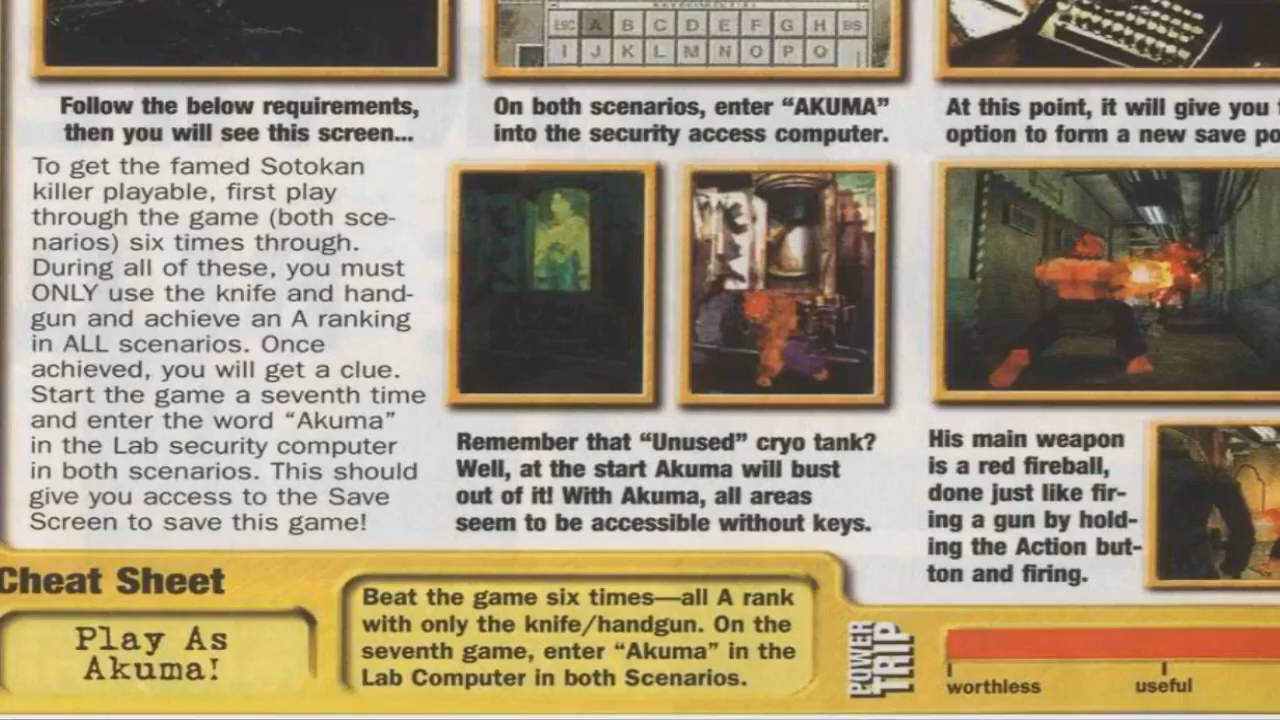 ESC A B C D E F G H BS
I J K L M N O P Q
Follow the below requirements,
then you will see this screen...
On both scenarios, enter “AKUMA”
into the security access computer.
At this point, it will give you
option to form a new save
To get the famed Sotokan
killer playable, first play
through the game (both sce-
narios) six times through.
During all of these, you must
ONLY use the knife and hand-
gun and achieve an A ranking
in ALL scenarios. Once
achieved, you will get a clue.
Start the game a seventh time
and enter the word “Akuma”
in the Lab security computer
in both scenarios. This should
give you access to the Save
Screen to save this game!
Remember that “Unused” cryo tank?
Well, at the start Akuma will bust
out of it! With Akuma, all areas
seem to be accessible without keys.
His main weapon
is a red fireball,
done just like fir-
ing a gun by hold-
ing the Action but-
ton and firing.
Cheat Sheet
Play As
Akuma!
Beat the game six times—all A rank
with only the knife/handgun. On the
seventh game, enter “Akuma” in the
Lab Computer in both Scenarios.
POWER
TRIP
worthless
useful